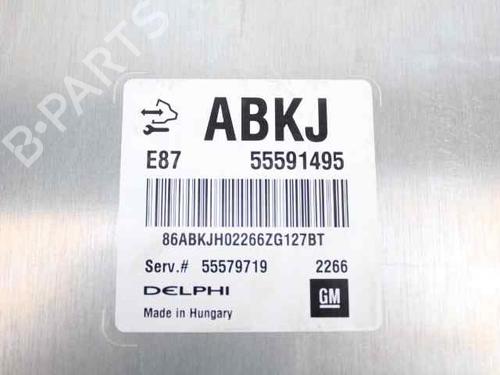 B-PARTS
ABKJ
E87 55591495
86ABKJH02266ZG127BT
Serv.# 55579719 2266
DELPHI GM
Made in Hungary